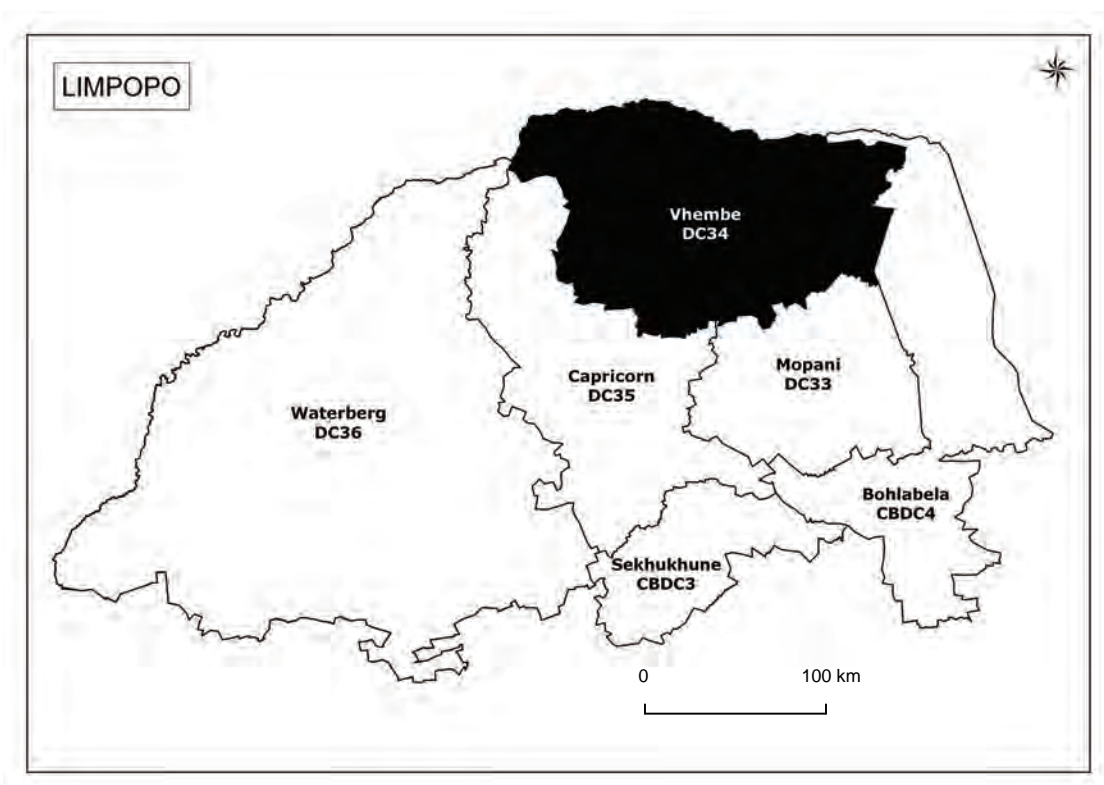 LIMPOPO
Vhembe
DC34
Mopani
DC33
Capricorn
DC35
Waterberg
DC36
Bohlabela
CBDC4
Sekhukhune
CBDC3
0 100 km